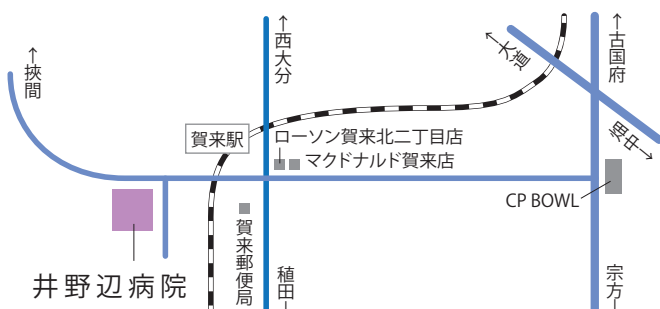 ←挾間
←西大分
←大道
←古国府
賀来駅
ローソン賀来北二丁目店
マクドナルド賀来店
畑中→
CP BOWL
賀来郵便局
井野辺病院
稙田→
宗方→